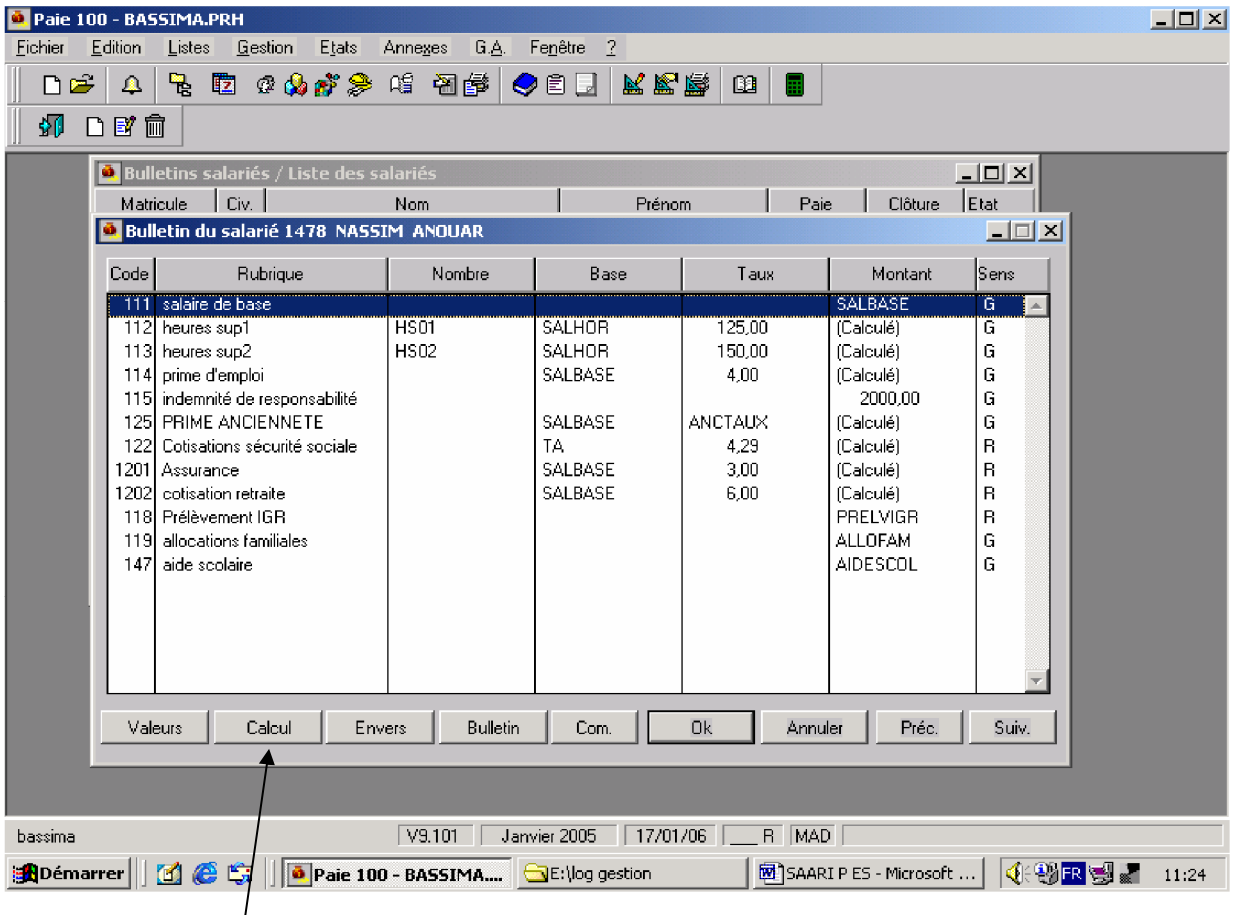 Paie 100 - BASSIMA.PRH
Fichier Edition Listes Gestion Etats Annexes G.A. Fenêtre ?
Bulletins salariés / Liste des salariés
Matricule Civ. Nom Prénom Paie Clôture Etat
Bulletin du salarié 1478 NASSIM ANOUAR
Code Rubrique Nombre Base Taux Montant Sens
111 salaire de base SALBASE G
112 heures sup1 HS01 SALHOR 125,00 (Calculé) G
113 heures sup2 HS02 SALHOR 150,00 (Calculé) G
114 prime d'emploi SALBASE 4,00 (Calculé) G
115 indemnité de responsabilité 2000,00 G
125 PRIME ANCIENNETE SALBASE ANCTAUX (Calculé) G
122 Cotisations sécurité sociale TA 4,29 (Calculé) R
1201 Assurance SALBASE 3,00 (Calculé) R
1202 cotisation retraite SALBASE 6,00 (Calculé) R
118 Prélèvement IGR PRELVIGR R
119 allocations familiales ALLOFAM G
147 aide scolaire AIDESCOL G
Valeurs Calcul Envers Bulletin Com. Ok Annuler Préc. Suiv.
bassima V9.101 Janvier 2005 17/01/06 ___ R MAD
Démarrer Paie 100 - BASSIMA.... E:\log gestion SAARI P ES - Microsoft ... FR 11:24